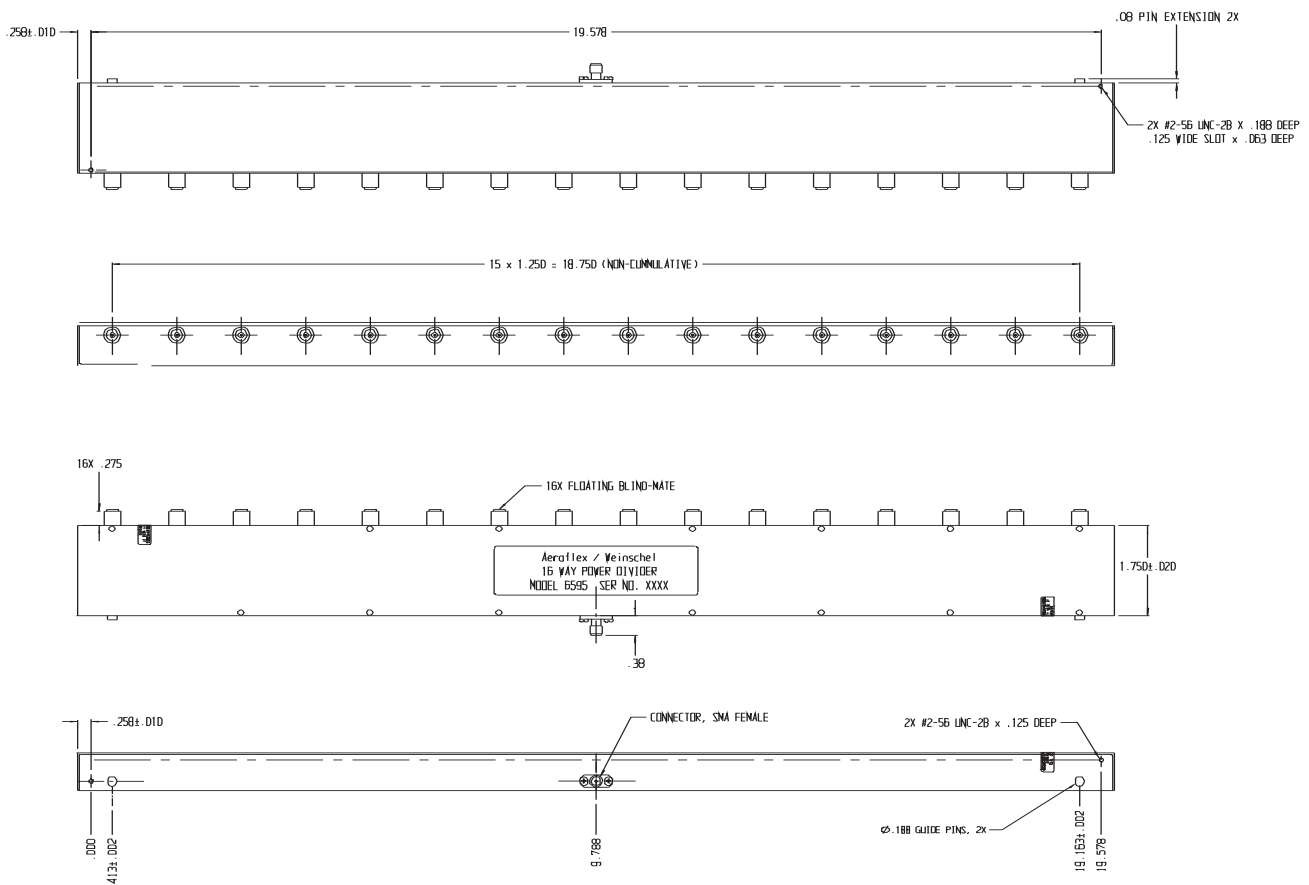 .258±.010
19.578
.08 PIN EXTENSION 2X
2X #2-56 UNC-2B X .188 DEEP
.125 WIDE SLOT x .063 DEEP
15 x 1.250 = 18.750 (NON-CUMMULATIVE)
16X .275
16X FLOATING BLIND-MATE
Aeroflex / Weinschel
16 WAY POWER DIVIDER
MODEL 6595 SER NO. XXXX
1.750±.020
.38
.258±.010
CONNECTOR, SMA FEMALE
2X #2-56 UNC-2B x .125 DEEP
Ø.188 GUIDE PINS, 2X
.000
413±.002
9.788
19.163±.002
19.578